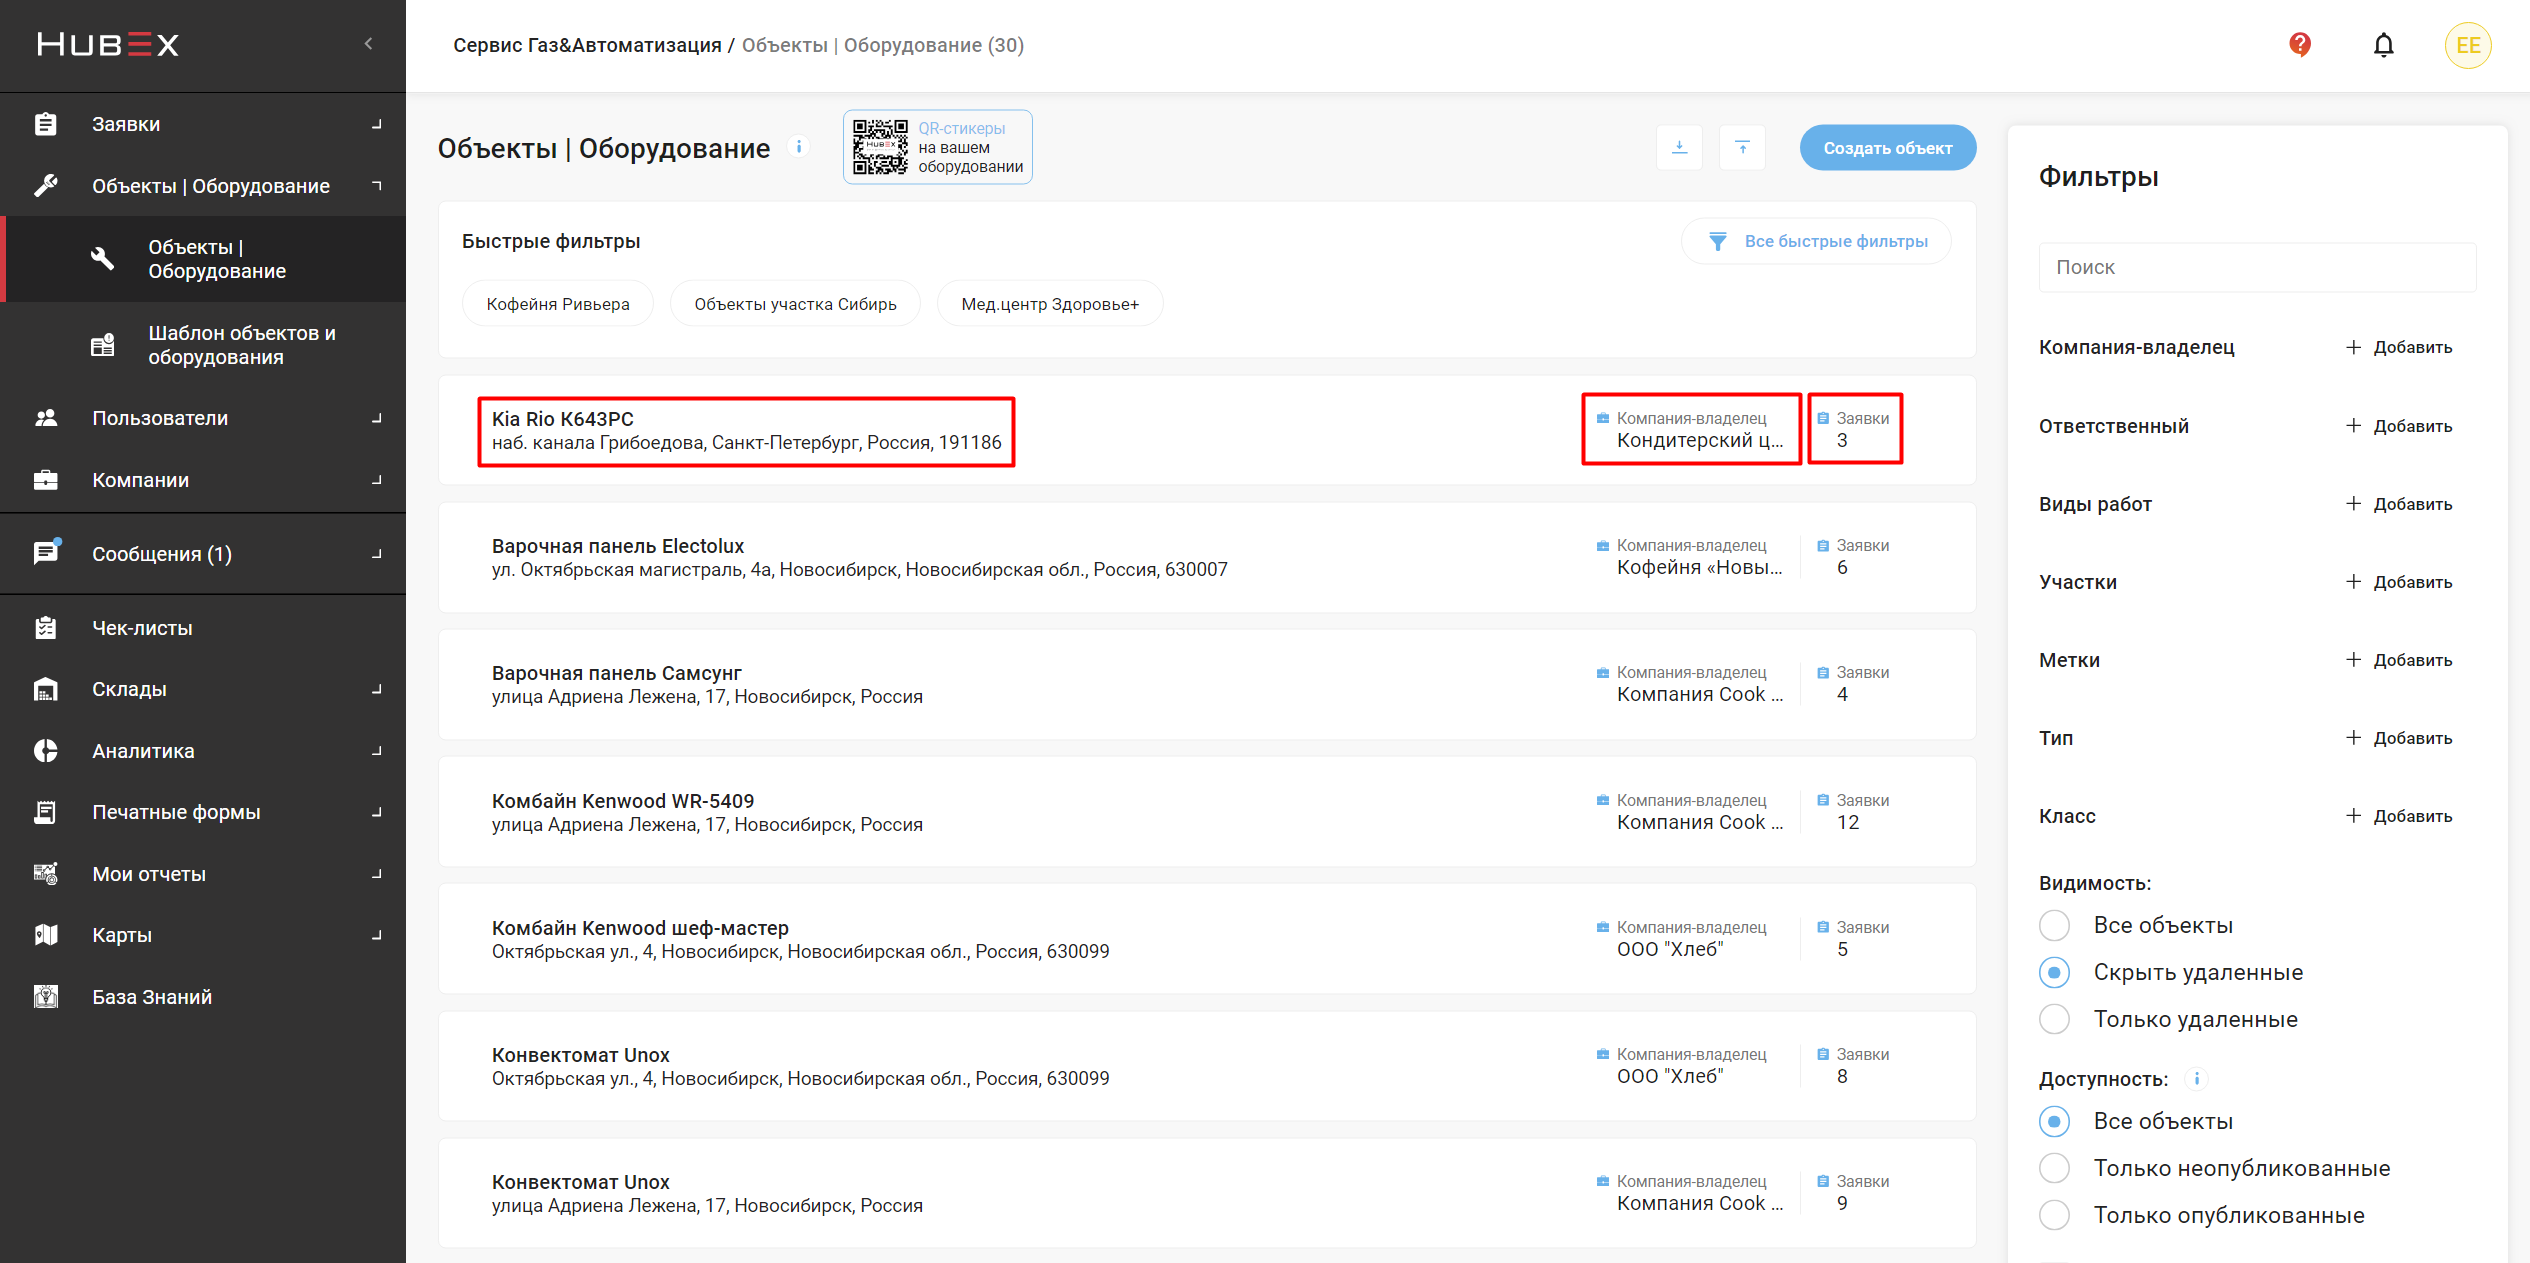 HUBEX
Заявки
Объекты | Оборудование
Объекты |
Оборудование
Шаблон объектов и
оборудования
Пользователи
Компании
Сообщения (1)
Чек-листы
Склады
Аналитика
Печатные формы
Мои отчеты
Карты
База Знаний
Сервис Газ&Автоматизация / Объекты | Оборудование (30)
EE
Объекты | Оборудование
HUBEX
QR-стикеры
на вашем
оборудовании
Создать объект
Быстрые фильтры
Все быстрые фильтры
Кофейня Ривьера
Объекты участка Сибирь
Мед.центр Здоровье+
Kia Rio К643РС
наб. канала Грибоедова, Санкт-Петербург, Россия, 191186
Компания-владелец
Кондитерский ц...
Заявки
3
Варочная панель Electolux
ул. Октябрьская магистраль, 4а, Новосибирск, Новосибирская обл., Россия, 630007
Компания-владелец
Кофейня «Новы...
Заявки
6
Варочная панель Самсунг
улица Адриена Лежена, 17, Новосибирск, Россия
Компания-владелец
Компания Cook ...
Заявки
4
Комбайн Kenwood WR-5409
улица Адриена Лежена, 17, Новосибирск, Россия
Компания-владелец
Компания Cook ...
Заявки
12
Комбайн Kenwood шеф-мастер
Октябрьская ул., 4, Новосибирск, Новосибирская обл., Россия, 630099
Компания-владелец
ООО "Хлеб"
Заявки
5
Конвектомат Unox
Октябрьская ул., 4, Новосибирск, Новосибирская обл., Россия, 630099
Компания-владелец
ООО "Хлеб"
Заявки
8
Конвектомат Unox
улица Адриена Лежена, 17, Новосибирск, Россия
Компания-владелец
Компания Cook ...
Заявки
9
Фильтры
Поиск
Компания-владелец + Добавить
Ответственный + Добавить
Виды работ + Добавить
Участки + Добавить
Метки + Добавить
Тип + Добавить
Класс + Добавить
Видимость:
Все объекты
Скрыть удаленные
Только удаленные
Доступность:
Все объекты
Только неопубликованные
Только опубликованные